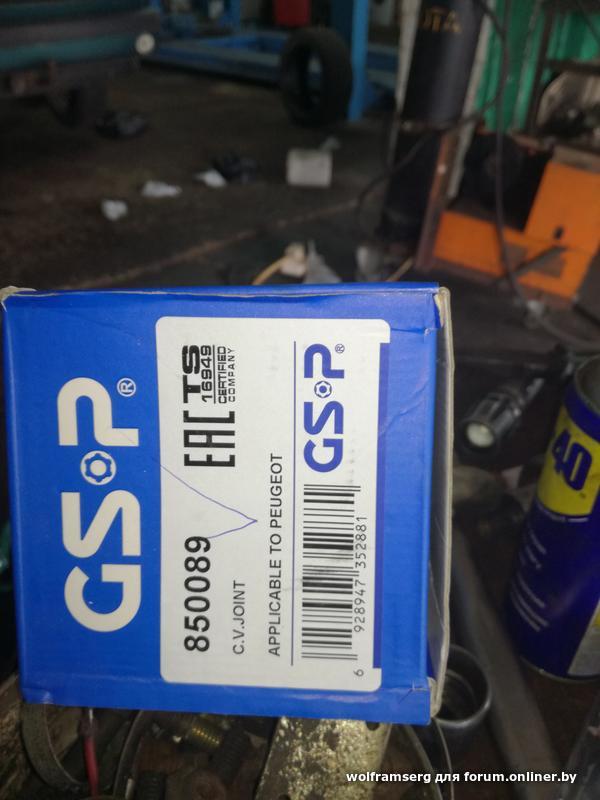 GSP®
850089
C.V.JOINT
APPLICABLE TO PEUGEOT
EAC
TS
16949
CERTIFIED
COMPANY
GSP®
6 928947 352881
40
wolframserg для forum.onliner.by